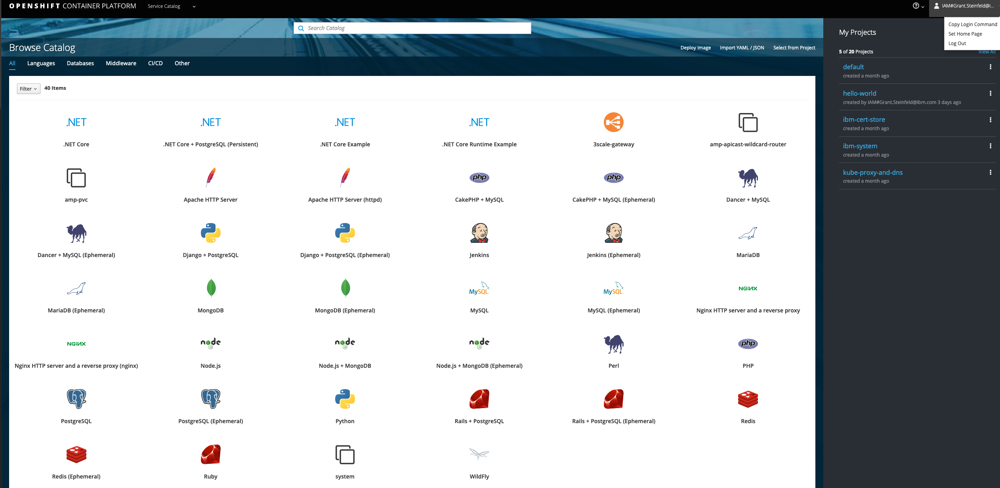 OPENSHIFT CONTAINER PLATFORM Service Catalog
IAM#Grant.Steinfeld@i...
Copy Login Command
Set Home Page
Log Out
Search Catalog
Browse Catalog
Deploy Image Import YAML / JSON Select from Project
All Languages Databases Middleware CI/CD Other
Filter 40 Items
.NET .NET .NET .NET
.NET Core .NET Core + PostgreSQL (Persistent) .NET Core Example .NET Core Runtime Example 3scale-gateway amp-apicast-wildcard-router
php php
amp-pvc Apache HTTP Server Apache HTTP Server (httpd) CakePHP + MySQL CakePHP + MySQL (Ephemeral) Dancer + MySQL
Dancer + MySQL (Ephemeral) Django + PostgreSQL Django + PostgreSQL (Ephemeral) Jenkins Jenkins (Ephemeral) MariaDB
MySQL MySQL NGINX
MariaDB (Ephemeral) MongoDB MongoDB (Ephemeral) MySQL MySQL (Ephemeral) Nginx HTTP server and a reverse proxy
NGINX node JS node JS node JS php
Nginx HTTP server and a reverse proxy (nginx) Node.js Node.js + MongoDB Node.js + MongoDB (Ephemeral) Perl PHP
PostgreSQL PostgreSQL (Ephemeral) Python Rails + PostgreSQL Rails + PostgreSQL (Ephemeral) Redis
Redis (Ephemeral) Ruby system WildFly
My Projects
5 of 20 Projects View All
default
created a month ago
hello-world
created by IAM#Grant.Steinfeld@ibm.com 3 days ago
ibm-cert-store
created a month ago
ibm-system
created a month ago
kube-proxy-and-dns
created a month ago